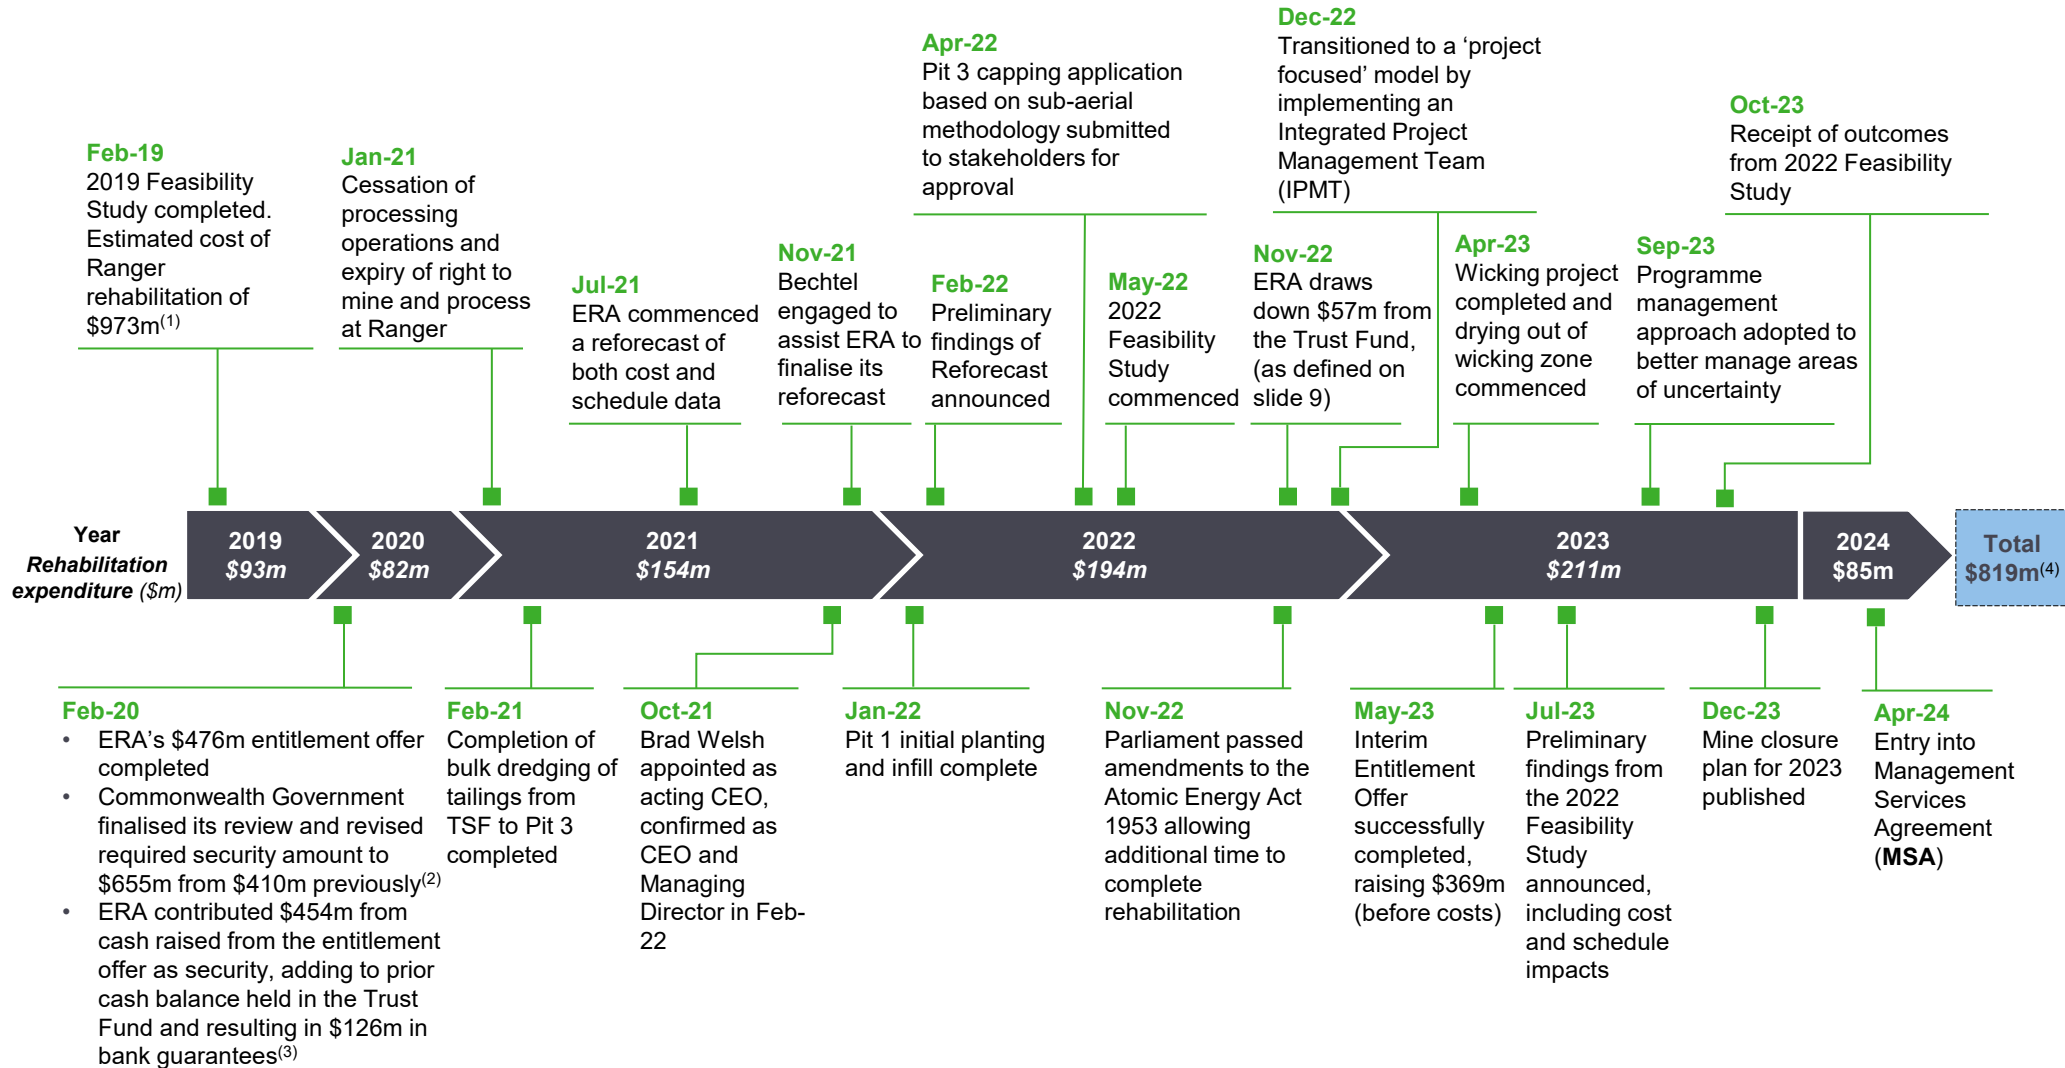 Feb-19
2019 Feasibility
Study completed.
Estimated cost of
Ranger
rehabilitation of
$973m(1)
Jan-21
Cessation of
processing
operations and
expiry of right to
mine and process
at Ranger
Jul-21
ERA commenced
a reforecast of
both cost and
schedule data
Nov-21
Bechtel
engaged to
assist ERA to
finalise its
reforecast
Feb-22
Preliminary
findings of
Reforecast
announced
Apr-22
Pit 3 capping application
based on sub-aerial
methodology submitted
to stakeholders for
approval
May-22
2022
Feasibility
Study
commenced
Nov-22
ERA draws
down $57m from
the Trust Fund,
(as defined on
slide 9)
Dec-22
Transitioned to a ‘project
focused’ model by
implementing an
Integrated Project
Management Team
(IPMT)
Apr-23
Wicking project
completed and
drying out of
wicking zone
commenced
Sep-23
Programme
management
approach adopted to
better manage areas
of uncertainty
Oct-23
Receipt of outcomes
from 2022 Feasibility
Study
Year
Rehabilitation
expenditure ($m)
2019
$93m
2020
$82m
2021
$154m
2022
$194m
2023
$211m
2024
$85m
Total
$819m(4)
Feb-20
• ERA’s $476m entitlement offer
completed
• Commonwealth Government
finalised its review and revised
required security amount to
$655m from $410m previously(2)
• ERA contributed $454m from
cash raised from the entitlement
offer as security, adding to prior
cash balance held in the Trust
Fund and resulting in $126m in
bank guarantees(3)
Feb-21
Completion of
bulk dredging of
tailings from
TSF to Pit 3
completed
Oct-21
Brad Welsh
appointed as
acting CEO,
confirmed as
CEO and
Managing
Director in Feb-
22
Jan-22
Pit 1 initial planting
and infill complete
Nov-22
Parliament passed
amendments to the
Atomic Energy Act
1953 allowing
additional time to
complete
rehabilitation
May-23
Interim
Entitlement
Offer
successfully
completed,
raising $369m
(before costs)
Jul-23
Preliminary
findings from
the 2022
Feasibility
Study
announced,
including cost
and schedule
impacts
Dec-23
Mine closure
plan for 2023
published
Apr-24
Entry into
Management
Services
Agreement
(MSA)